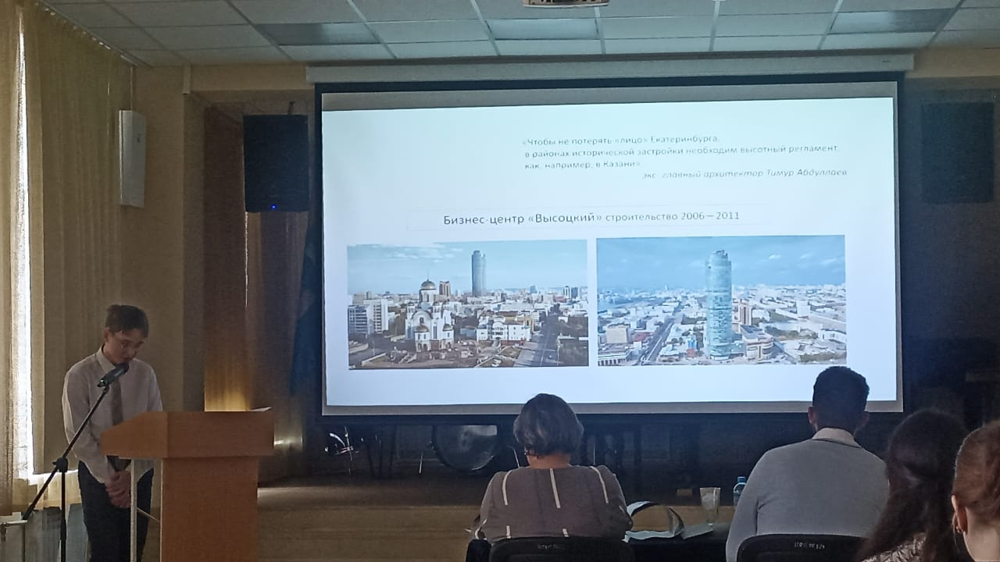 «Чтобы не потерять «лицо» Екатеринбурга,
в районах исторической застройки необходим высотный регламент,
как, например, в Казани»
экс- главный архитектор Тимур Абдуллаев
Бизнес-центр «Высоцкий» строительство 2006—2011